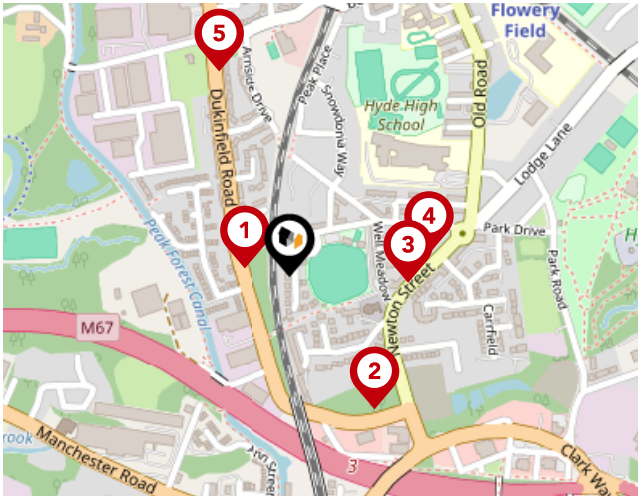 Flowery
Field
5
Arnside Drive
Peak Place
Snowdonia Way
Dukinfield Road
Hyde High
School
Old Road
Lodge Lane
1
4
3
Well Meadow
Park Drive
Park Road
Peak Forest Canal
Newton Street
Carrfield
M67
2
Manchester Road
3
Clark Way